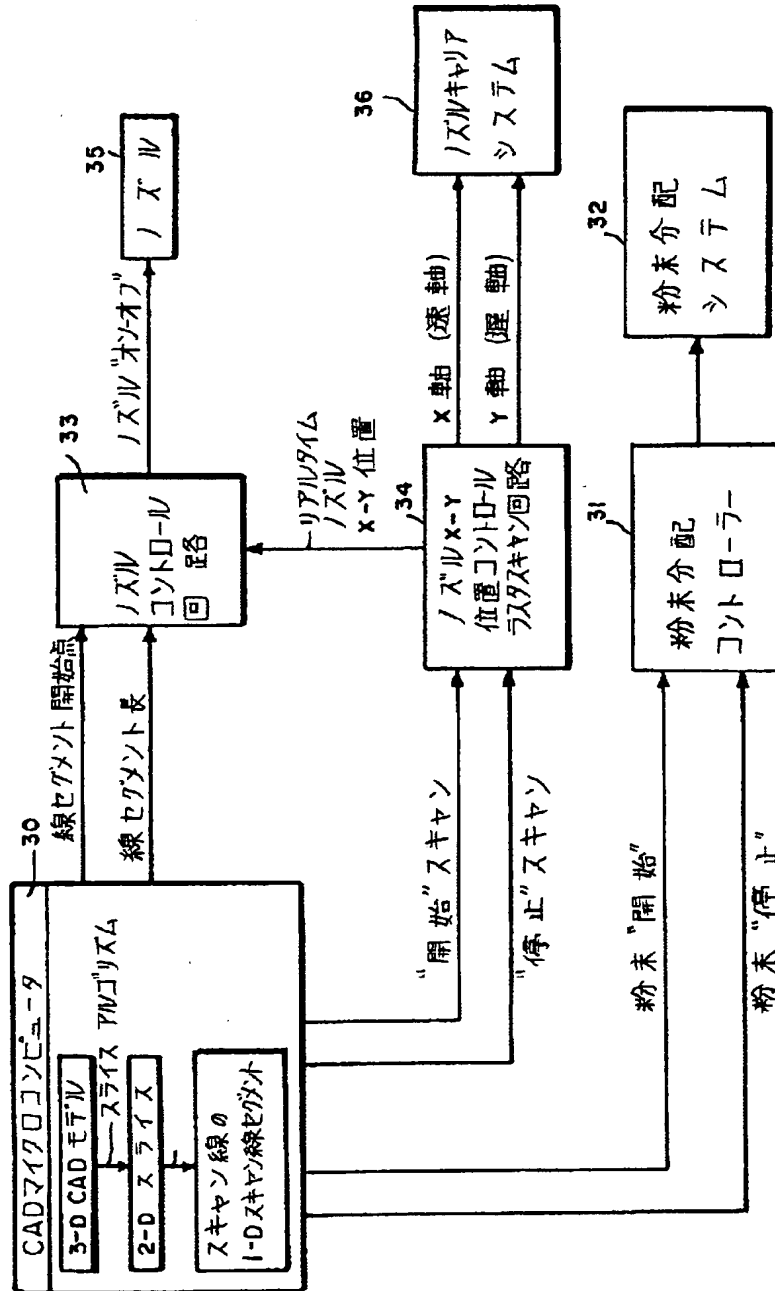 CADマイクロコンピュータ
30
3-D CAD モデル
スライス アルゴリズム
2-D スライス
スキャン線の
1-Dスキャン線セグメント
線セグメント開始点
線セグメント長
33
ノズル
コントロール
回路
ノズル"オン-オフ"
35
ノズル
リアルタイム
ノズル
X-Y 位置
"開始"スキャン
"停止"スキャン
34
ノズルX-Y
位置コントロール
ラスタスキャン回路
X 軸 (速軸)
Y 軸 (遅軸)
36
ノズルキャリア
システム
粉末"開始"
粉末"停止"
31
粉末分配
コントローラー
32
粉末分配
システム